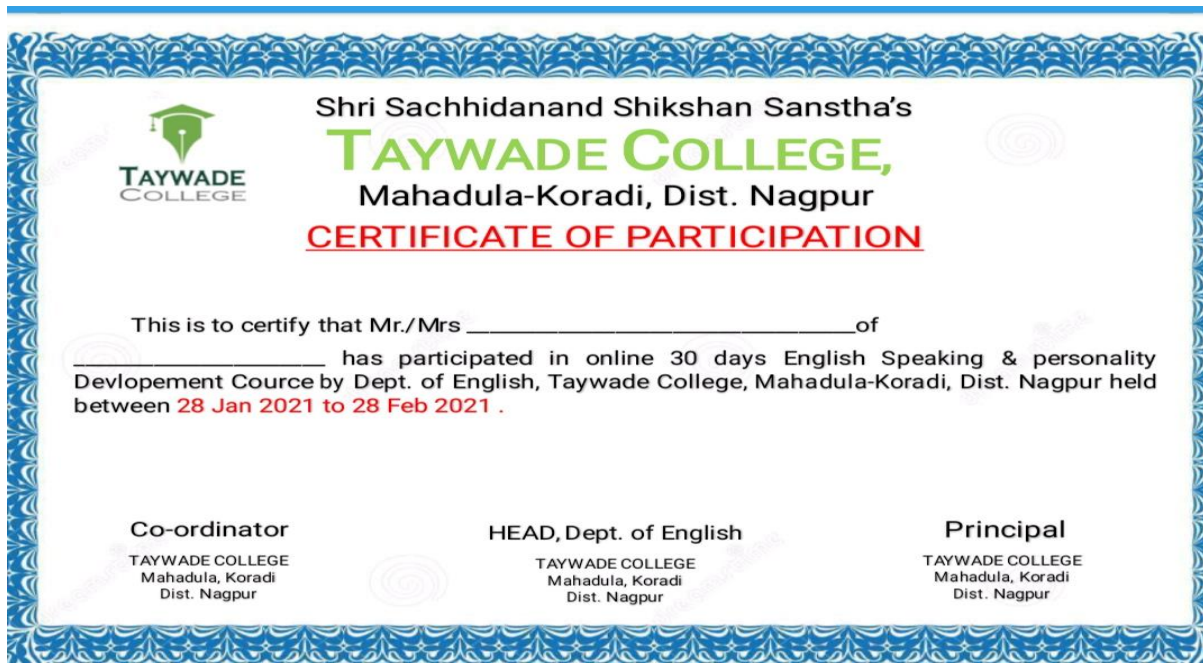 Shri Sachhidanand Shikshan Sanstha's
TAYWADE COLLEGE,
TAYWADE
COLLEGE
Mahadula-Koradi, Dist. Nagpur
CERTIFICATE OF PARTICIPATION
This is to certify that Mr./Mrs ___________________________________of
_______________________ has participated in online 30 days English Speaking & personality
Devlopement Cource by Dept. of English, Taywade College, Mahadula-Koradi, Dist. Nagpur held
between 28 Jan 2021 to 28 Feb 2021 .
Co-ordinator
TAYWADE COLLEGE
Mahadula, Koradi
Dist. Nagpur
HEAD, Dept. of English
TAYWADE COLLEGE
Mahadula, Koradi
Dist. Nagpur
Principal
TAYWADE COLLEGE
Mahadula, Koradi
Dist. Nagpur